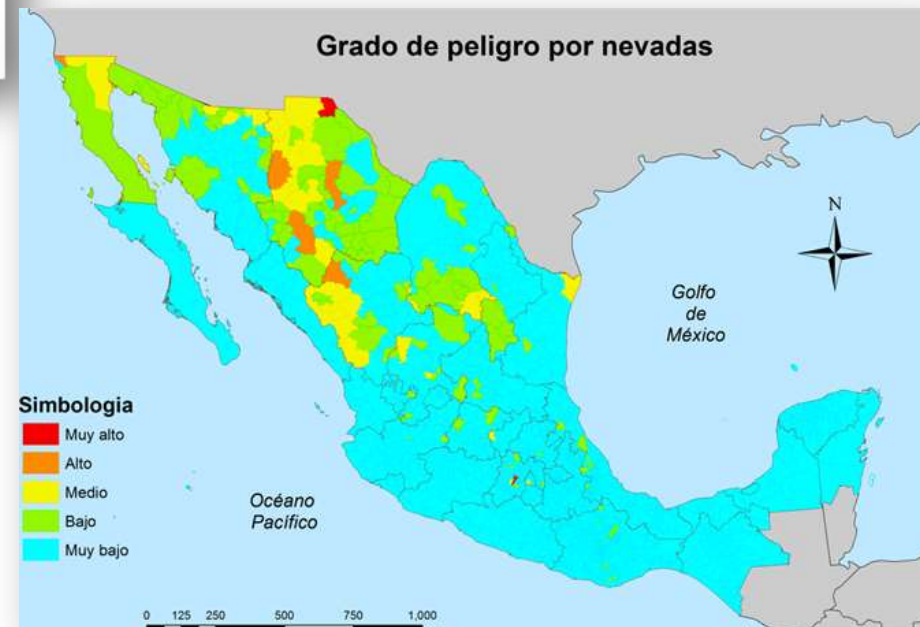 Grado de peligro por nevadas
N
Golfo
de
México
Simbologia
Muy alto
Alto
Medio
Bajo
Muy bajo
Océano
Pacífico
0 125 250 500 750 1,000